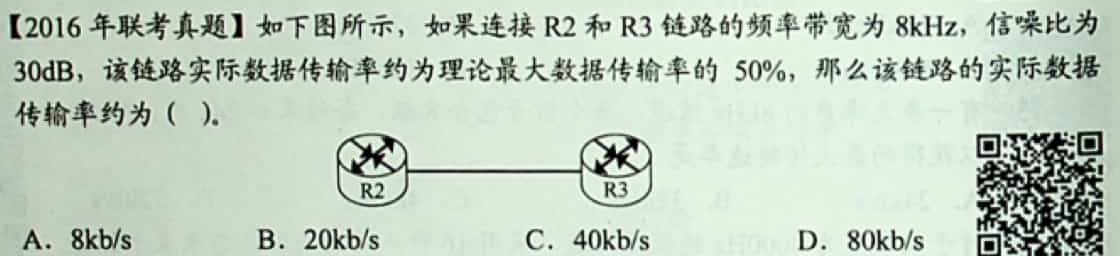 【2016 年联考真题】如下图所示，如果连接 R2 和 R3 链路的频率带宽为 8kHz，信噪比为
30dB，该链路实际数据传输率约为理论最大数据传输率的 50%，那么该链路的实际数据
传输率约为（ ）。
R2 R3
A．8kb/s B．20kb/s C．40kb/s D．80kb/s